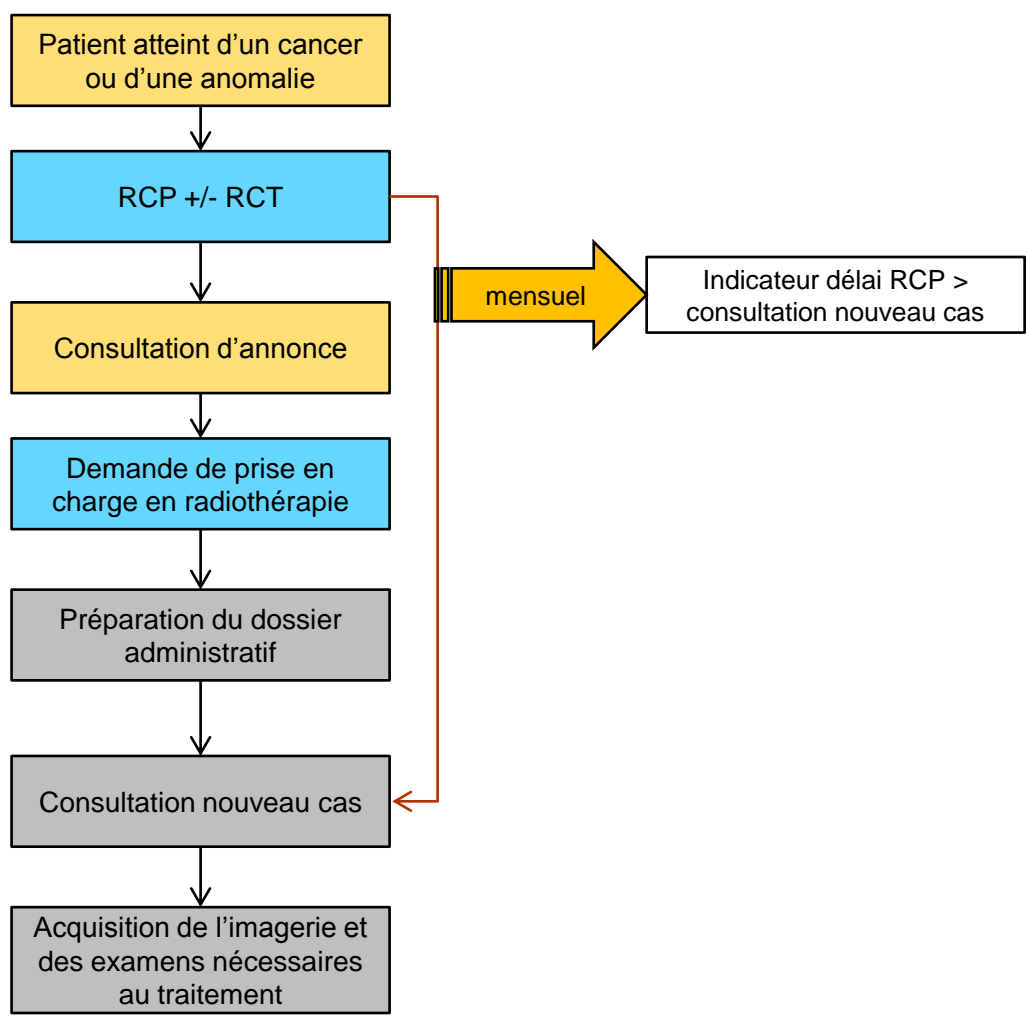 Patient atteint d’un cancer
ou d’une anomalie
RCP +/- RCT
mensuel
Indicateur délai RCP >
consultation nouveau cas
Consultation d’annonce
Demande de prise en
charge en radiothérapie
Préparation du dossier
administratif
Consultation nouveau cas
Acquisition de l’imagerie et
des examens nécessaires
au traitement